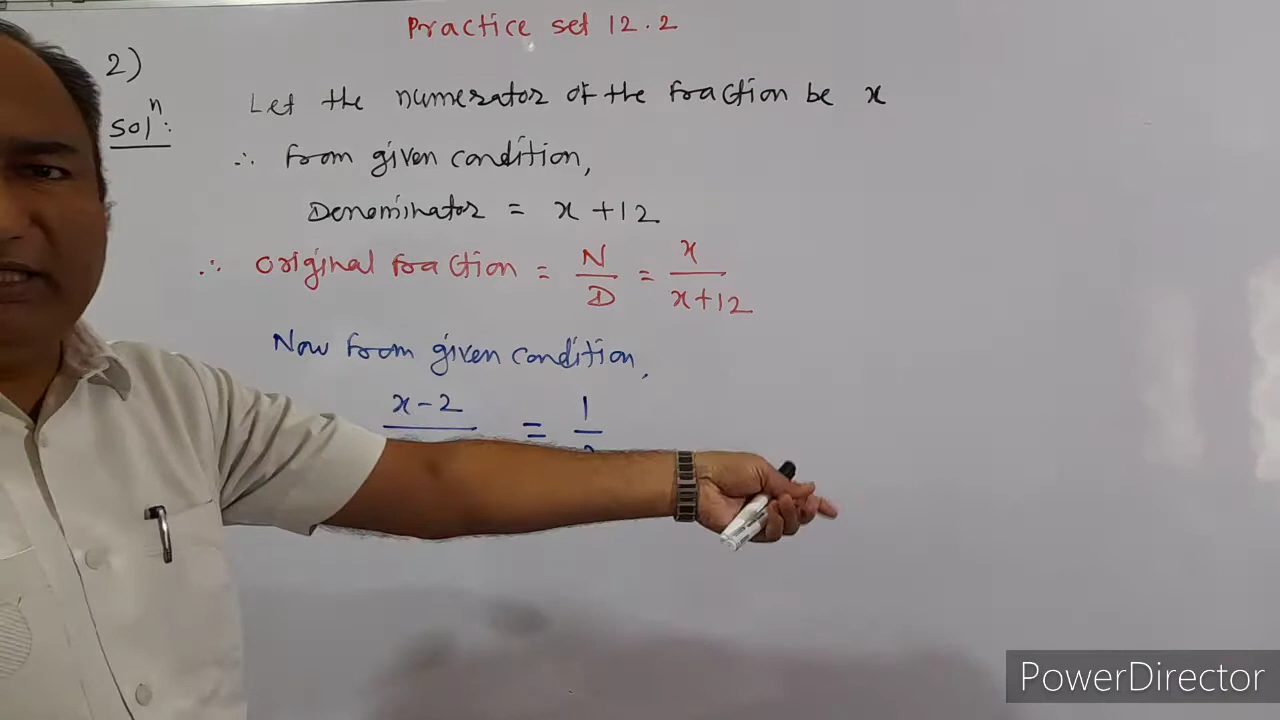 Practice set 12.2
2)
Solⁿ: Let the numerator of the fraction be x
∴ from given condition,
Denominator = x + 12
∴ original fraction = N/D = x/x+12
Now from given condition,
x - 2 = 1
PowerDirector